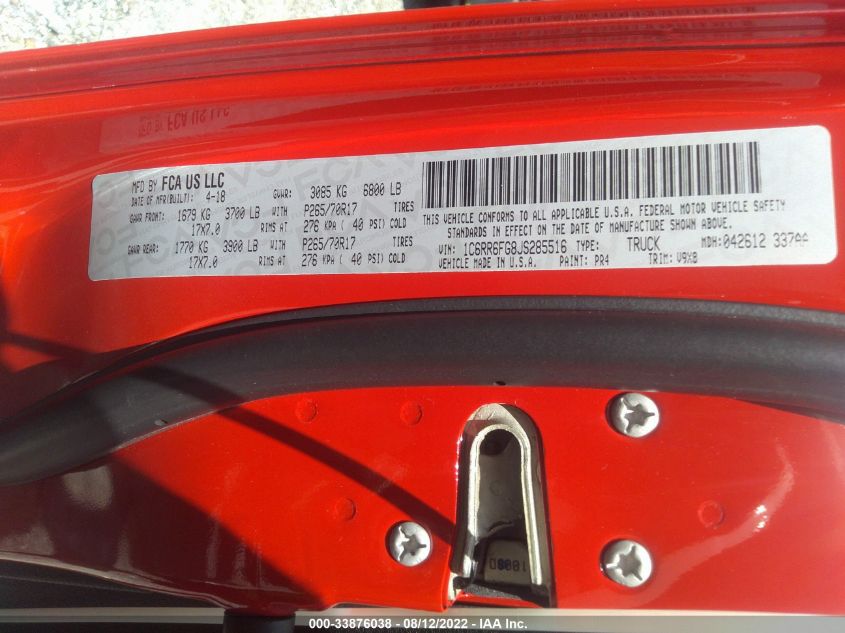 MFD BY FCA US LLC
DATE OF MFR(BUILT): 4-18 GVWR: 3085 KG 6800 LB
GAWR FRONT: 1679 KG 3700 LB WITH P265/70R17 TIRES
17X7.0 RIMS AT 276 KPA ( 40 PSI) COLD
GAWR REAR: 1770 KG 3900 LB WITH P265/70R17 TIRES
17X7.0 RIMS AT 276 KPA ( 40 PSI) COLD
THIS VEHICLE CONFORMS TO ALL APPLICABLE U.S.A. FEDERAL MOTOR VEHICLE SAFETY
STANDARDS IN EFFECT ON THE DATE OF MANUFACTURE SHOWN ABOVE.
VIN: 1C6RR6FG8JS285516 TYPE: TRUCK MDH: 042612 337AA
VEHICLE MADE IN U.S.A. PAINT: PR4 TRIM: V9X8
000-33876038 - 08/12/2022 - IAA Inc.